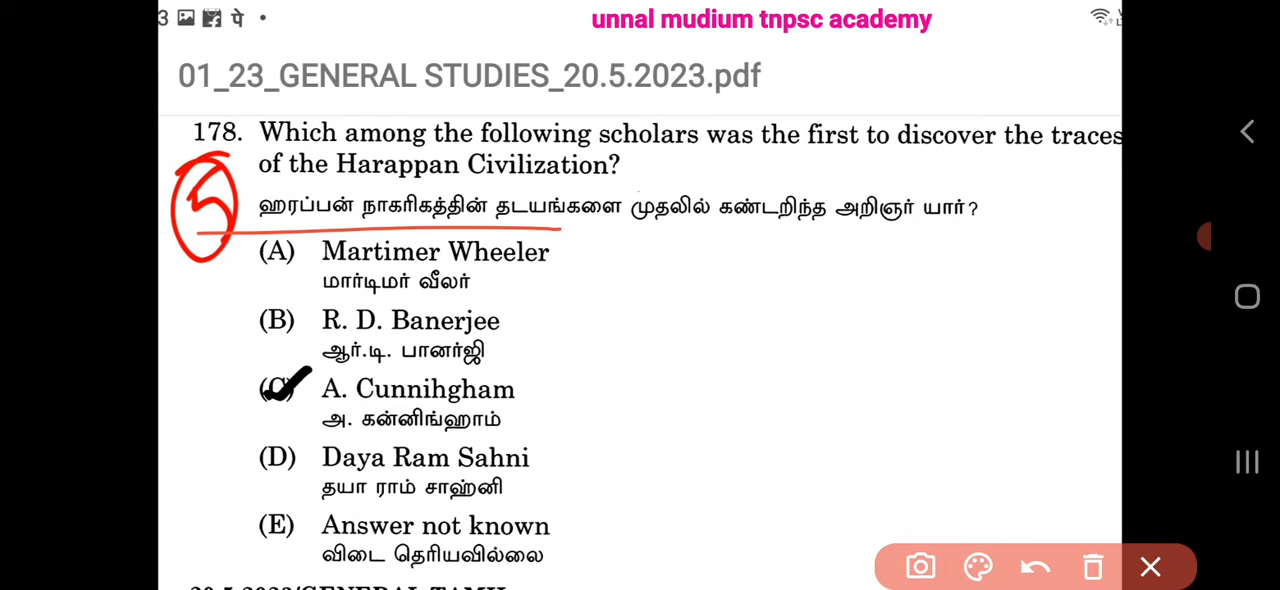 3 पे •
unnal mudium tnpsc academy
01_23_GENERAL STUDIES_20.5.2023.pdf
178. Which among the following scholars was the first to discover the traces
of the Harappan Civilization?
5
ஹரப்பன் நாகரிகத்தின் தடயங்களை முதலில் கண்டறிந்த அறிஞர் யார்?
(A) Martimer Wheeler
மார்டிமர் வீலர்
(B) R. D. Banerjee
ஆர்.டி. பானர்ஜி
(C) A. Cunnihgham
அ. கன்னிங்ஹாம்
(D) Daya Ram Sahni
தயா ராம் சாஹ்னி
(E) Answer not known
விடை தெரியவில்லை